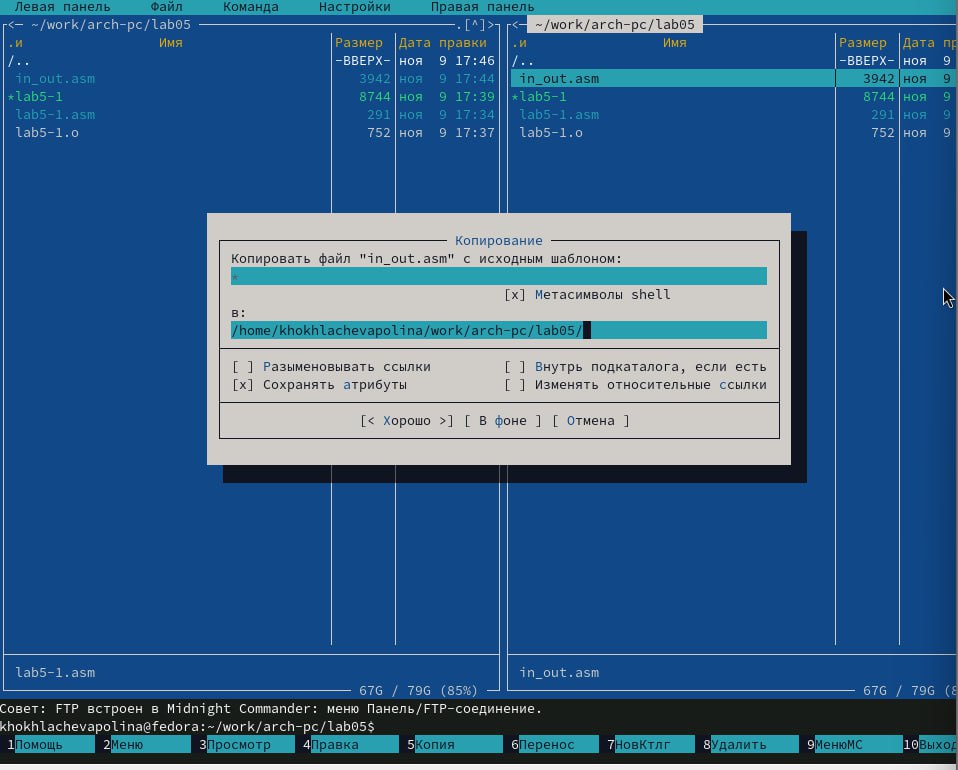 Левая панель Файл Команда Настройки Правая панель
<— ~/work/arch-pc/lab05 .[^]> <— ~/work/arch-pc/lab05
.и Имя Размер Дата правки .и Имя Размер Дата
/.. -ВВЕРХ- ноя 9 17:46 /.. -ВВЕРХ- ноя 9
in_out.asm 3942 ноя 9 17:44 in_out.asm 3942 ноя 9
*lab5-1 8744 ноя 9 17:39 *lab5-1 8744 ноя 9
lab5-1.asm 291 ноя 9 17:34 lab5-1.asm 291 ноя 9
lab5-1.o 752 ноя 9 17:37 lab5-1.o 752 ноя 9
Копирование
Копировать файл "in_out.asm" с исходным шаблоном:
*
[x] Метасимволы shell
в:
/home/khokhlachevapolina/work/arch-pc/lab05/
[ ] Разыменовывать ссылки [ ] Внутрь подкаталога, если есть
[x] Сохранять атрибуты [ ] Изменять относительные ссылки
[< Хорошо >] [ В фоне ] [ Отмена ]
lab5-1.asm in_out.asm
67G / 79G (85%) 67G / 79G (8
Совет: FTP встроен в Midnight Commander: меню Панель/FTP-соединение.
khokhlachevapolina@fedora:~/work/arch-pc/lab05$
1Помощь 2Меню 3Просмотр 4Правка 5Копия 6Перенос 7НовКтлг 8Удалить 9МенюМС 10Выход